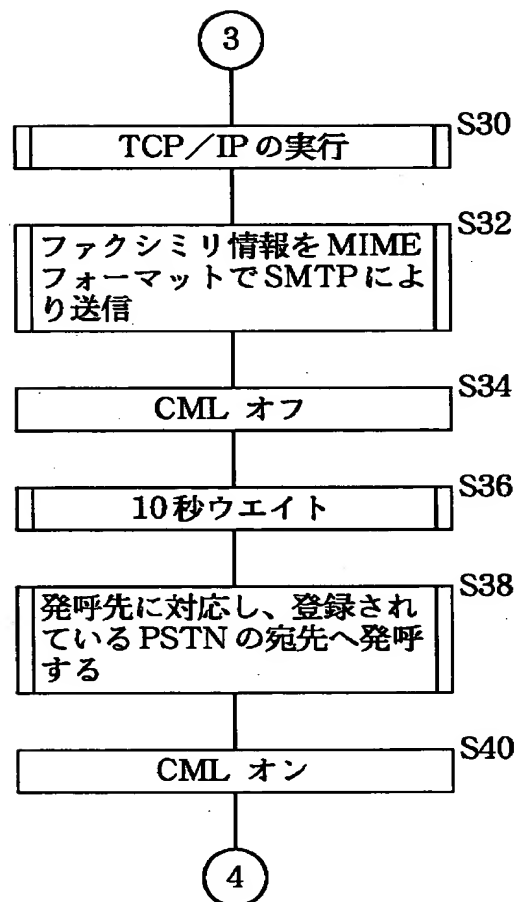 3
S30
TCP/IPの実行
S32
ファクシミリ情報をMIME
フォーマットでSMTPによ
り送信
S34
CML オフ
S36
10秒ウエイト
S38
発呼先に対応し、登録され
ているPSTNの宛先へ発呼
する
S40
CML オン
4